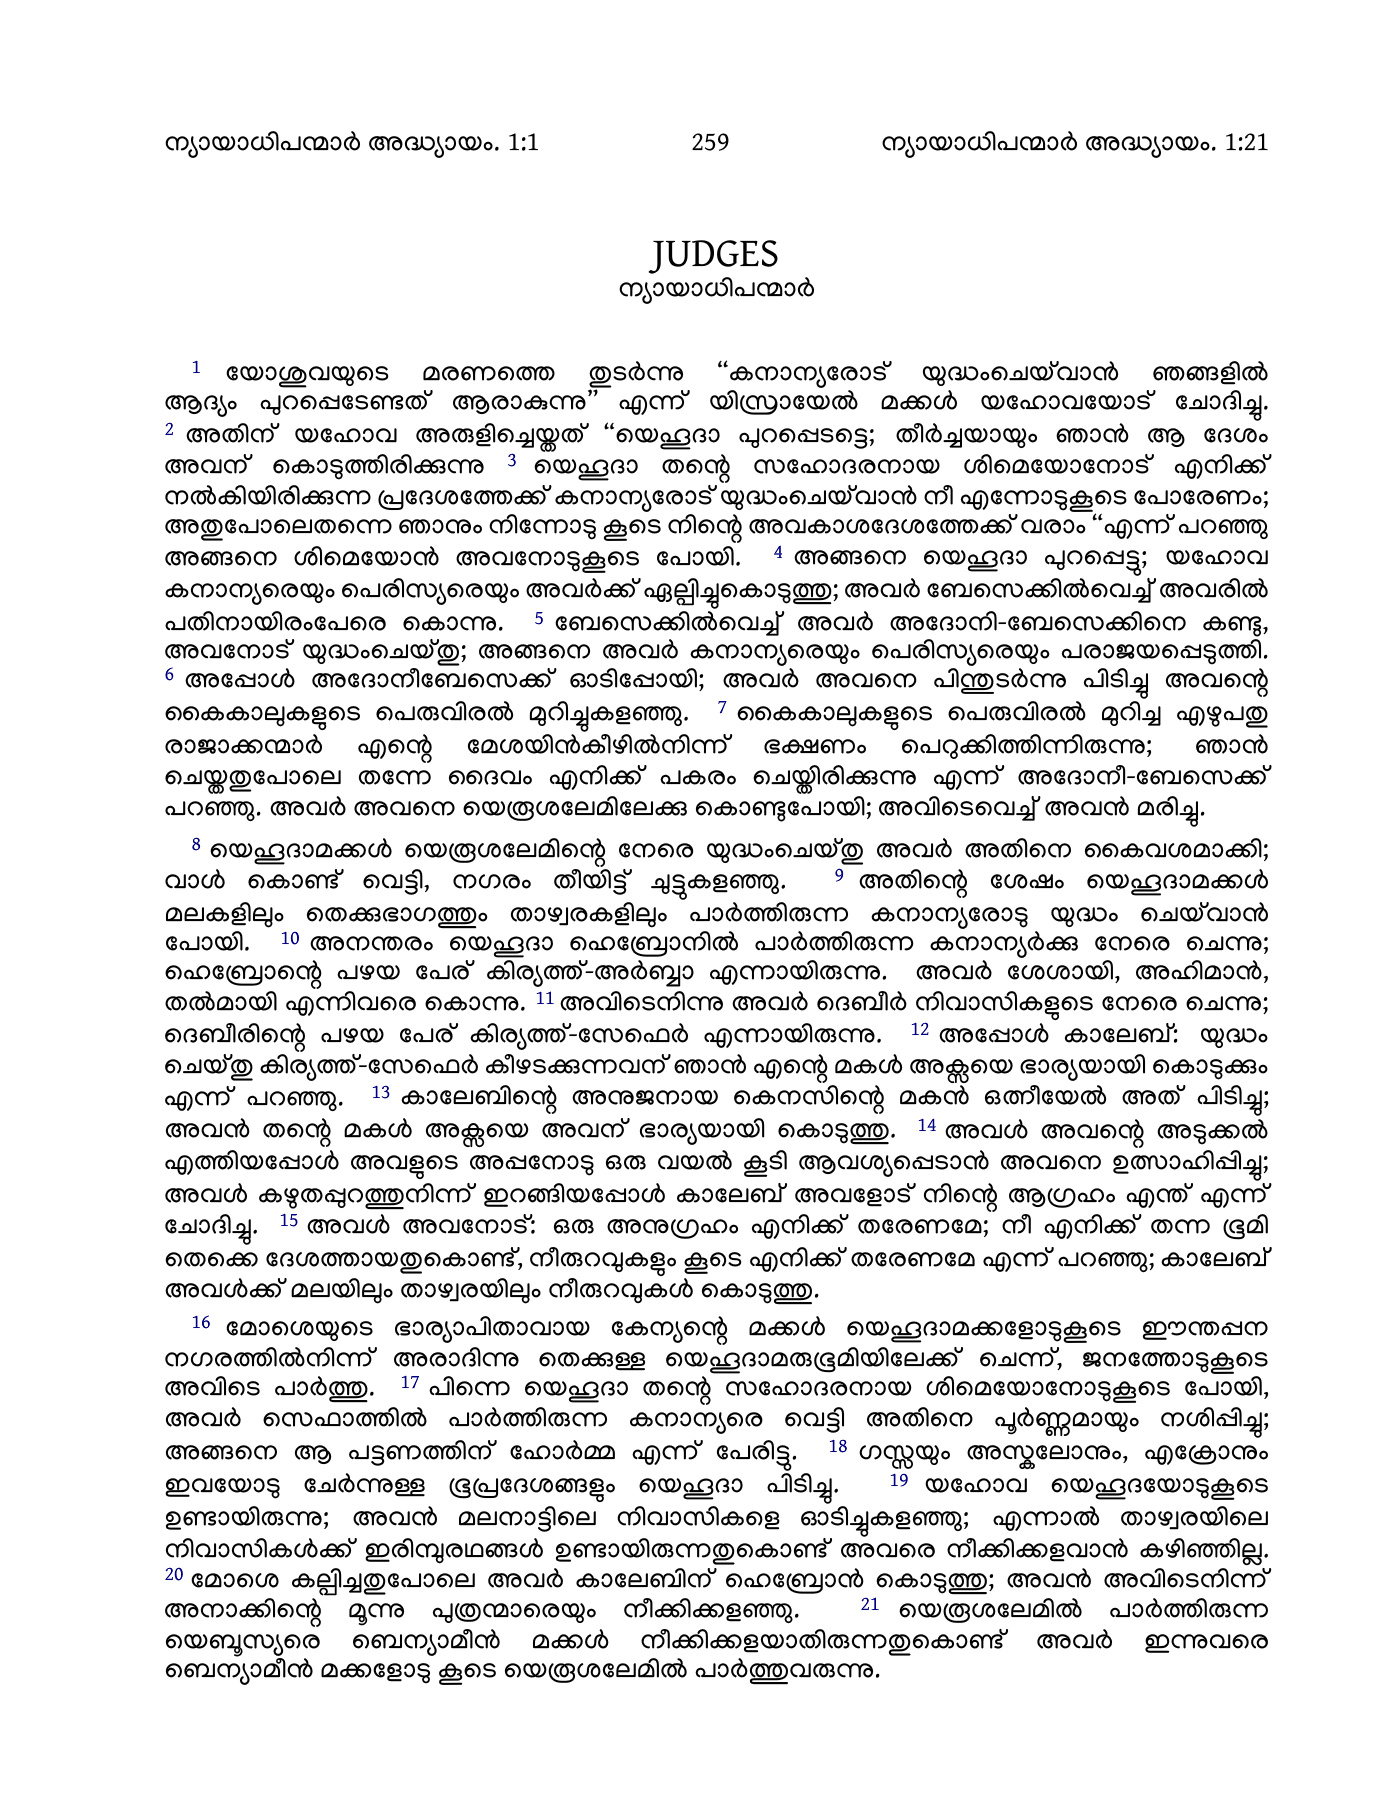 ന്യായാധിപന്മാർ അദ്ധ്യായം. 1:1 259 ന്യായാധിപന്മാർ അദ്ധ്യായം. 1:21
JUDGES
ന്യായാധിപന്മാർ
1 യോശുവയുടെ മരണത്തെ തുടർന്നു “കനാന്യരോട് യുദ്ധംചെയ്‌വാൻ ഞങ്ങളിൽ
ആദ്യം പുറപ്പെടേണ്ടത് ആരാകുന്നു” എന്ന് യിസ്രായേൽ മക്കൾ യഹോവയോട് ചോദിച്ചു.
2 അതിന് യഹോവ അരുളിച്ചെയ്തത് “യെഹൂദാ പുറപ്പെടട്ടെ; തീർച്ചയായും ഞാൻ ആ ദേശം
അവന് കൊടുത്തിരിക്കുന്നു 3 യെഹൂദാ തന്റെ സഹോദരനായ ശിമെയോനോട് എനിക്ക്
നൽകിയിരിക്കുന്ന പ്രദേശത്തേക്ക് കനാന്യരോട് യുദ്ധംചെയ്‌വാൻ നീ എന്നോടുകൂടെ പോരേണം;
അതുപോലെതന്നെ ഞാനും നിന്നോടു കൂടെ നിന്റെ അവകാശദേശത്തേക്ക് വരാം “എന്ന് പറഞ്ഞു
അങ്ങനെ ശിമെയോൻ അവനോടുകൂടെ പോയി. 4 അങ്ങനെ യെഹൂദാ പുറപ്പെട്ടു; യഹോവ
കനാന്യരെയും പെരിസ്യരെയും അവർക്ക് ഏല്പിച്ചുകൊടുത്തു; അവർ ബേസെക്കിൽവെച്ച് അവരിൽ
പതിനായിരംപേരെ കൊന്നു. 5 ബേസെക്കിൽവെച്ച് അവർ അദോനി-ബേസെക്കിനെ കണ്ടു,
അവനോട് യുദ്ധംചെയ്തു; അങ്ങനെ അവർ കനാന്യരെയും പെരിസ്യരെയും പരാജയപ്പെടുത്തി.
6 അപ്പോൾ അദോനീബേസെക്ക് ഓടിപ്പോയി; അവർ അവനെ പിന്തുടർന്നു പിടിച്ചു അവന്റെ
കൈകാലുകളുടെ പെരുവിരൽ മുറിച്ചുകളഞ്ഞു. 7 കൈകാലുകളുടെ പെരുവിരൽ മുറിച്ച എഴുപതു
രാജാക്കന്മാർ എന്റെ മേശയിൻകീഴിൽനിന്ന് ഭക്ഷണം പെറുക്കിത്തിന്നിരുന്നു; ഞാൻ
ചെയ്തതുപോലെ തന്നേ ദൈവം എനിക്ക് പകരം ചെയ്തിരിക്കുന്നു എന്ന് അദോനീ-ബേസെക്ക്
പറഞ്ഞു. അവർ അവനെ യെരൂശലേമിലേക്കു കൊണ്ടുപോയി; അവിടെവെച്ച് അവൻ മരിച്ചു.
8 യെഹൂദാമക്കൾ യെരൂശലേമിന്റെ നേരെ യുദ്ധംചെയ്തു അവർ അതിനെ കൈവശമാക്കി;
വാൾ കൊണ്ട് വെട്ടി, നഗരം തീയിട്ട് ചുട്ടുകളഞ്ഞു. 9 അതിന്റെ ശേഷം യെഹൂദാമക്കൾ
മലകളിലും തെക്കുഭാഗത്തും താഴ്വരകളിലും പാർത്തിരുന്ന കനാന്യരോടു യുദ്ധം ചെയ്‌വാൻ
പോയി. 10 അനന്തരം യെഹൂദാ ഹെബ്രോനിൽ പാർത്തിരുന്ന കനാന്യർക്കു നേരെ ചെന്നു;
ഹെബ്രോന്റെ പഴയ പേര് കിര്യത്ത്-അർബ്ബാ എന്നായിരുന്നു. അവർ ശേശായി, അഹിമാൻ,
തൽമായി എന്നിവരെ കൊന്നു. 11 അവിടെനിന്നു അവർ ദെബീർ നിവാസികളുടെ നേരെ ചെന്നു;
ദെബീരിന്റെ പഴയ പേര് കിര്യത്ത്-സേഫെർ എന്നായിരുന്നു. 12 അപ്പോൾ കാലേബ്: യുദ്ധം
ചെയ്തു കിര്യത്ത്-സേഫെർ കീഴടക്കുന്നവന് ഞാൻ എന്റെ മകൾ അക്സയെ ഭാര്യയായി കൊടുക്കും
എന്ന് പറഞ്ഞു. 13 കാലേബിന്റെ അനുജനായ കെനസിന്റെ മകൻ ഒത്നീയേൽ അത് പിടിച്ചു;
അവൻ തന്റെ മകൾ അക്സയെ അവന് ഭാര്യയായി കൊടുത്തു. 14 അവൾ അവന്റെ അടുക്കൽ
എത്തിയപ്പോൾ അവളുടെ അപ്പനോടു ഒരു വയൽ കൂടി ആവശ്യപ്പെടാൻ അവനെ ഉത്സാഹിപ്പിച്ചു;
അവൾ കഴുതപ്പുറത്തുനിന്ന് ഇറങ്ങിയപ്പോൾ കാലേബ് അവളോട് നിന്റെ ആഗ്രഹം എന്ത് എന്ന്
ചോദിച്ചു. 15 അവൾ അവനോട്: ഒരു അനുഗ്രഹം എനിക്ക് തരേണമേ; നീ എനിക്ക് തന്ന ഭൂമി
തെക്കെ ദേശത്തായതുകൊണ്ട്, നീരുറവുകളും കൂടെ എനിക്ക് തരേണമേ എന്ന് പറഞ്ഞു; കാലേബ്
അവൾക്ക് മലയിലും താഴ്വരയിലും നീരുറവുകൾ കൊടുത്തു.
16 മോശെയുടെ ഭാര്യാപിതാവായ കേന്യന്റെ മക്കൾ യെഹൂദാമക്കളോടുകൂടെ ഈന്തപ്പന
നഗരത്തിൽനിന്ന് അരാദിന്നു തെക്കുള്ള യെഹൂദാമരുഭൂമിയിലേക്ക് ചെന്ന്, ജനത്തോടുകൂടെ
അവിടെ പാർത്തു. 17 പിന്നെ യെഹൂദാ തന്റെ സഹോദരനായ ശിമെയോനോടുകൂടെ പോയി,
അവർ സെഫാത്തിൽ പാർത്തിരുന്ന കനാന്യരെ വെട്ടി അതിനെ പൂർണ്ണമായും നശിപ്പിച്ചു;
അങ്ങനെ ആ പട്ടണത്തിന് ഹോർമ്മ എന്ന് പേരിട്ടു. 18 ഗസ്സയും അസ്കലോനും, എക്രോനും
ഇവയോടു ചേർന്നുള്ള ഭൂപ്രദേശങ്ങളും യെഹൂദാ പിടിച്ചു. 19 യഹോവ യെഹൂദയോടുകൂടെ
ഉണ്ടായിരുന്നു; അവൻ മലനാട്ടിലെ നിവാസികളെ ഓടിച്ചുകളഞ്ഞു; എന്നാൽ താഴ്വരയിലെ
നിവാസികൾക്ക് ഇരിമ്പുരഥങ്ങൾ ഉണ്ടായിരുന്നതുകൊണ്ട് അവരെ നീക്കിക്കളവാൻ കഴിഞ്ഞില്ല.
20 മോശെ കല്പിച്ചതുപോലെ അവർ കാലേബിന് ഹെബ്രോൻ കൊടുത്തു; അവൻ അവിടെനിന്ന്
അനാക്കിന്റെ മൂന്നു പുത്രന്മാരെയും നീക്കിക്കളഞ്ഞു. 21 യെരൂശലേമിൽ പാർത്തിരുന്ന
യെബൂസ്യരെ ബെന്യാമീൻ മക്കൾ നീക്കിക്കളയാതിരുന്നതുകൊണ്ട് അവർ ഇന്നുവരെ
ബെന്യാമീൻ മക്കളോടു കൂടെ യെരൂശലേമിൽ പാർത്തുവരുന്നു.